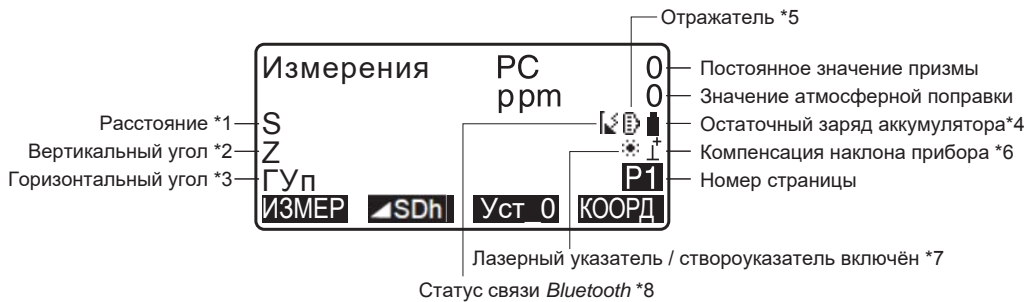 Отражатель *5
Измерения PC 0 Постоянное значение призмы
ppm 0 Значение атмосферной поправки
Расстояние *1 S Остаточный заряд аккумулятора*4
Вертикальный угол *2 Z Компенсация наклона прибора *6
Горизонтальный угол *3 ГУп P1 Номер страницы
ИЗМЕР ◢SDh Уст_0 КООРД
Лазерный указатель / створоуказатель включён *7
Статус связи Bluetooth *8